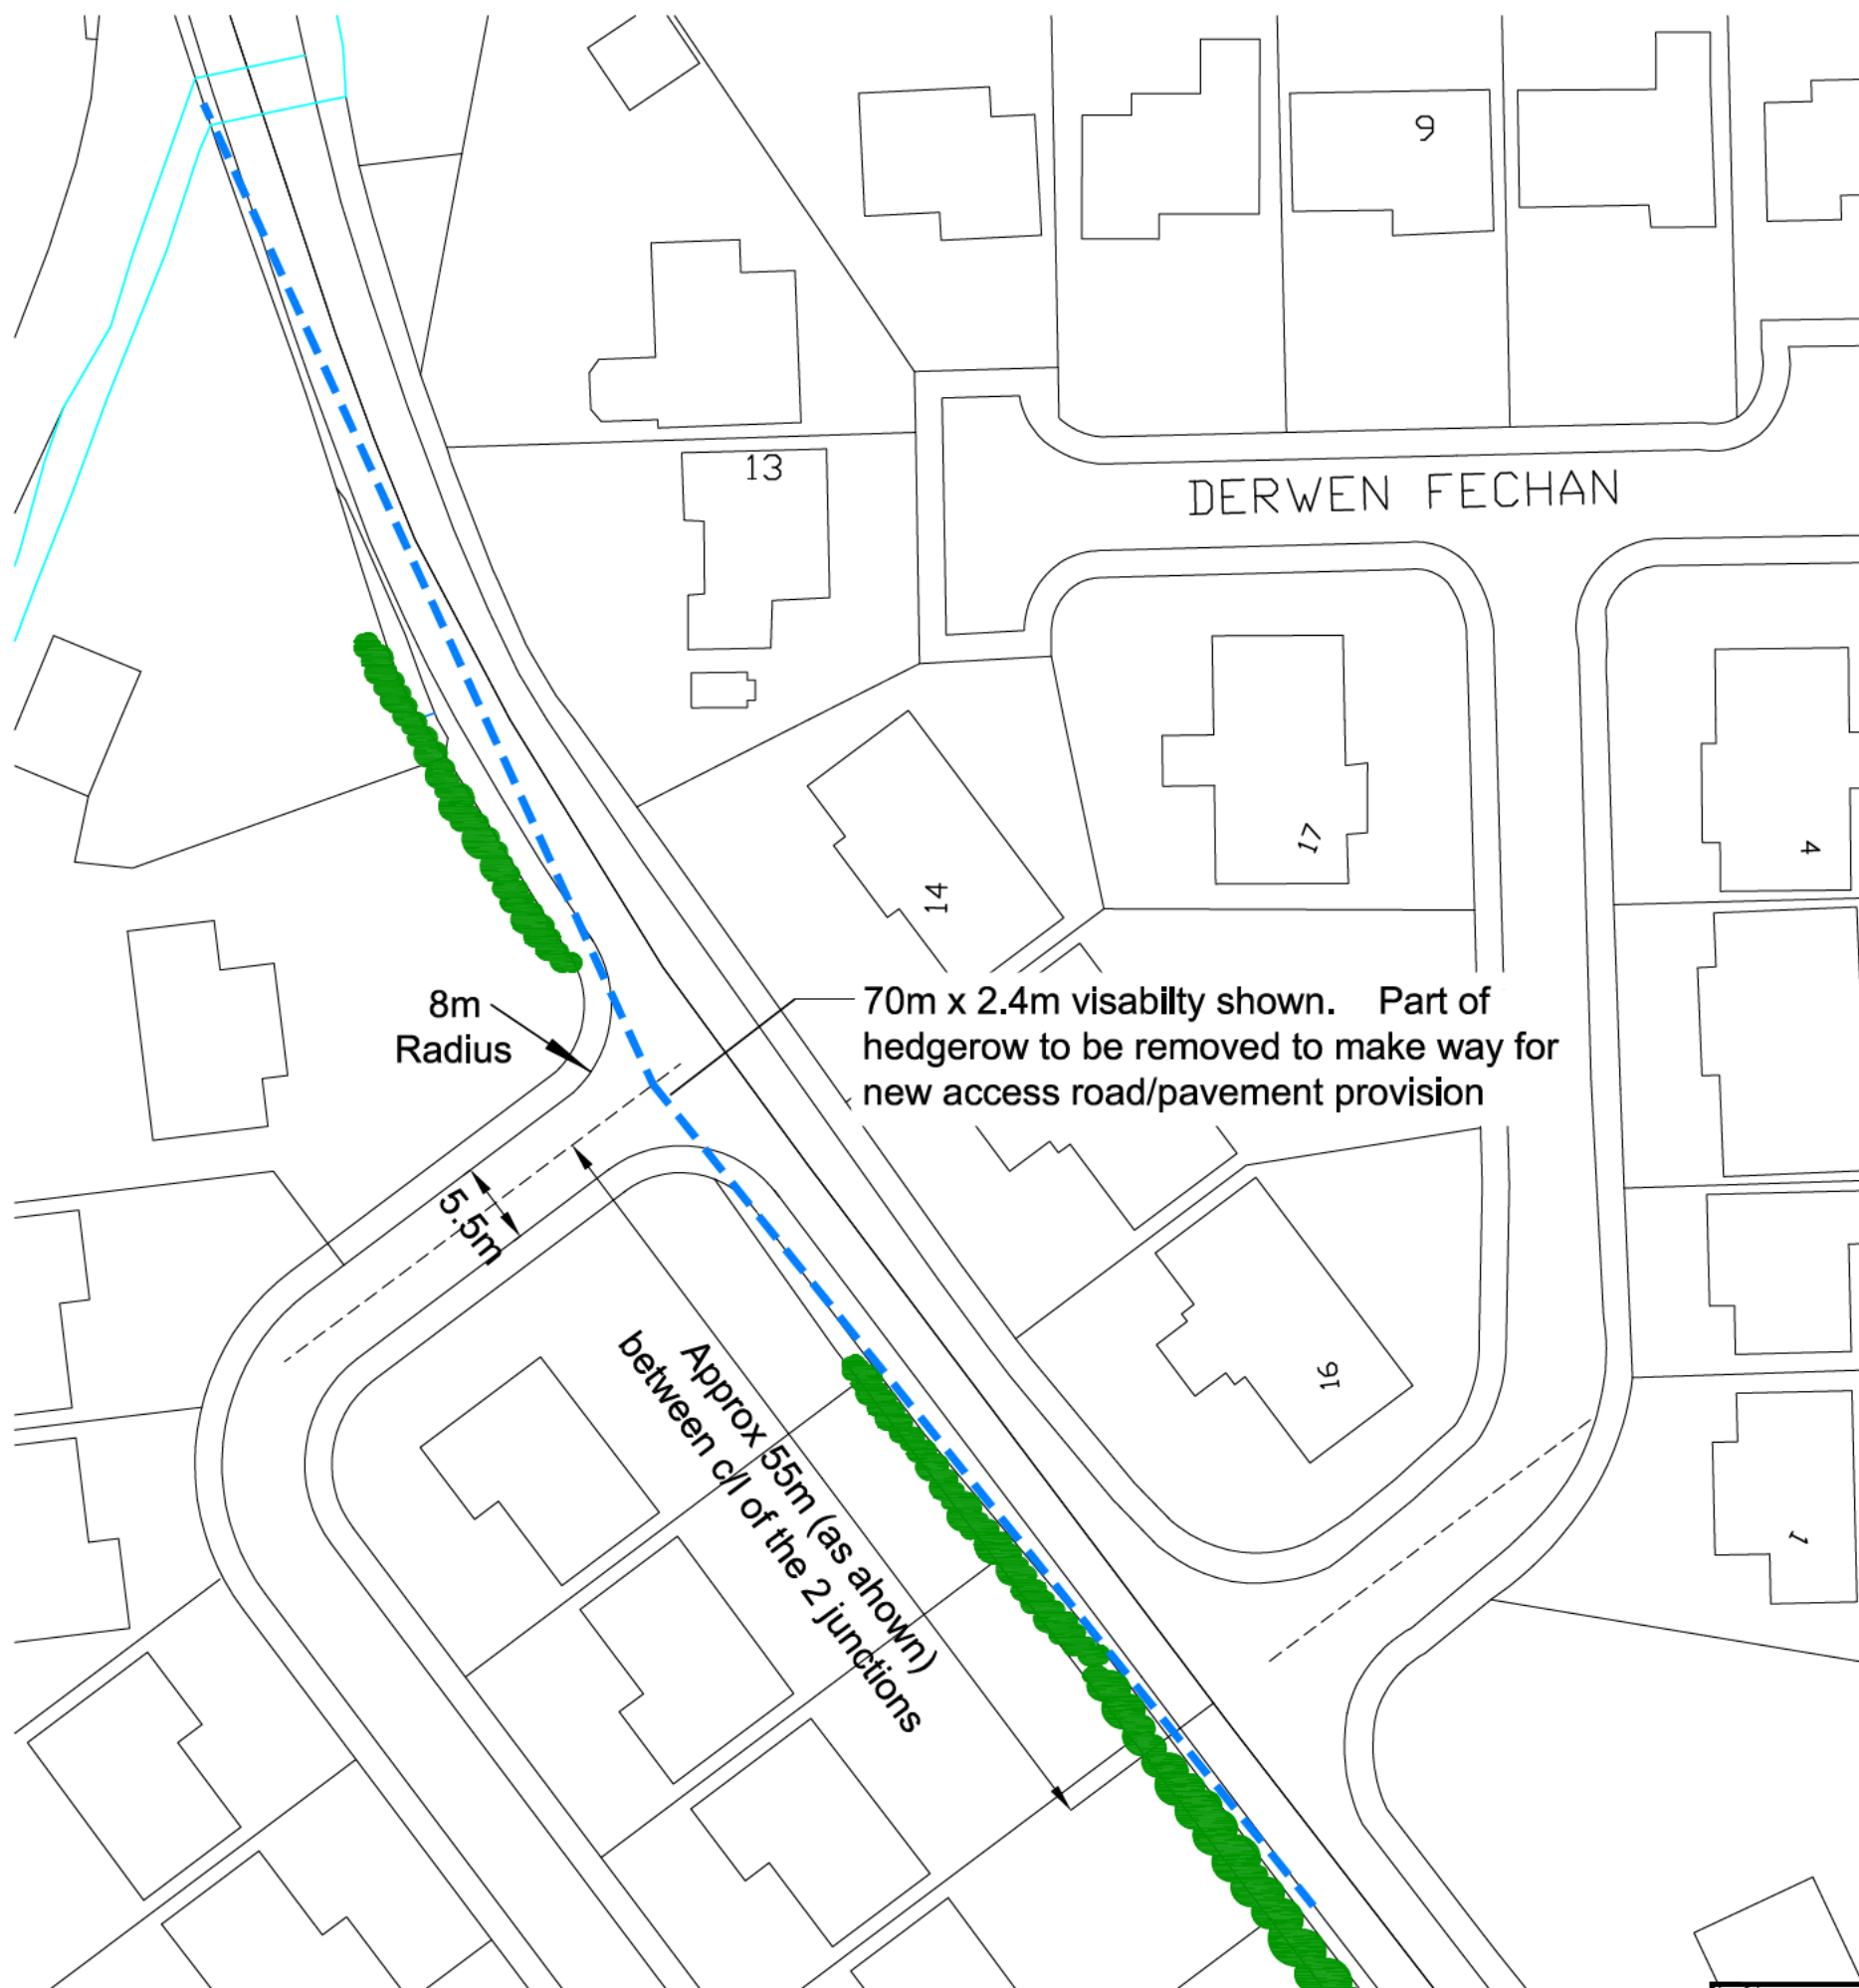 9
13
DERWEN FECHAN
17
4
14
8m
Radius
70m x 2.4m visabilty shown. Part of
hedgerow to be removed to make way for
new access road/pavement provision
5.5m
Approx 55m (as ahown)
between c/l of the 2 junctions
16
1